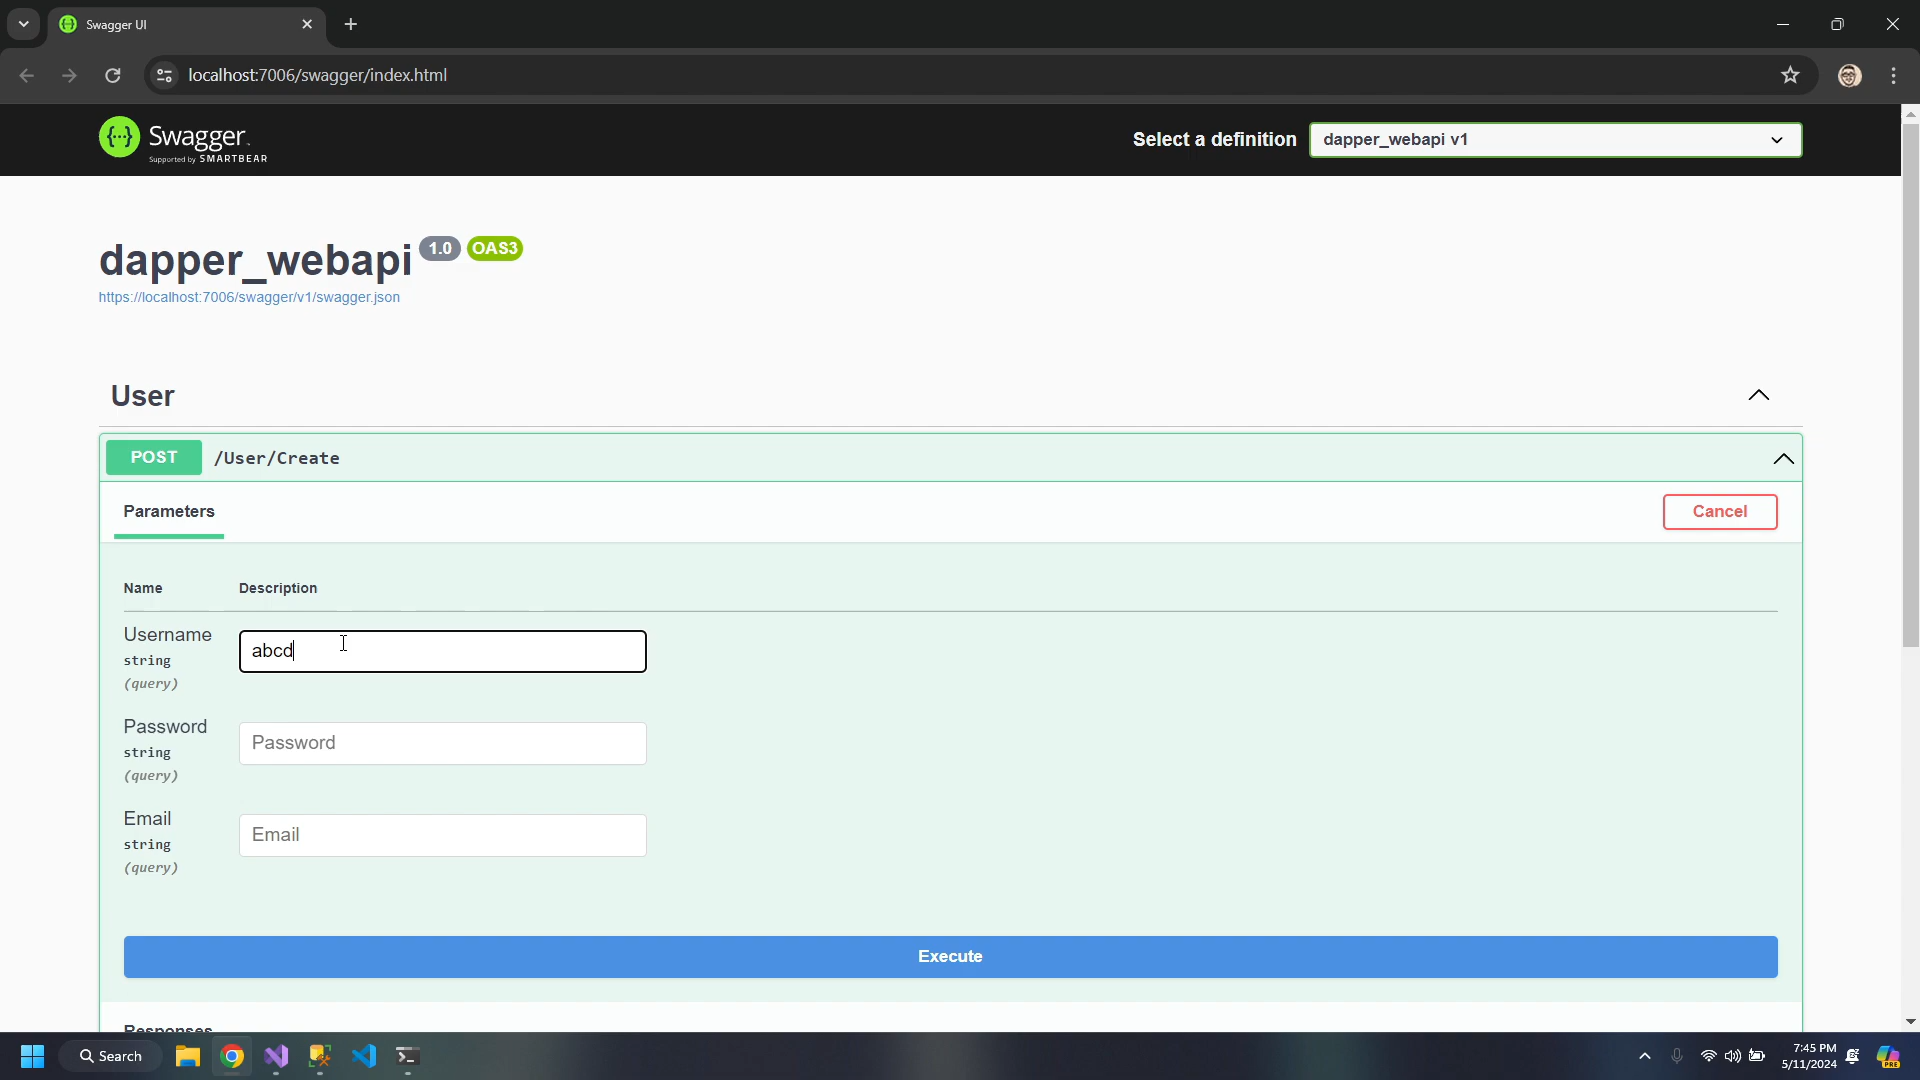 Swagger UI
localhost:7006/swagger/index.html
Swagger
Supported by SMARTBEAR
Select a definition
dapper_webapi v1
dapper_webapi 1.0 OAS3
https://localhost:7006/swagger/v1/swagger.json
User
POST /User/Create
Parameters
Cancel
Name Description
Username
string
(query)
abcd
Password
string
(query)
Password
Email
string
(query)
Email
Execute
Responses
Search
7:45 PM
5/11/2024
PRE